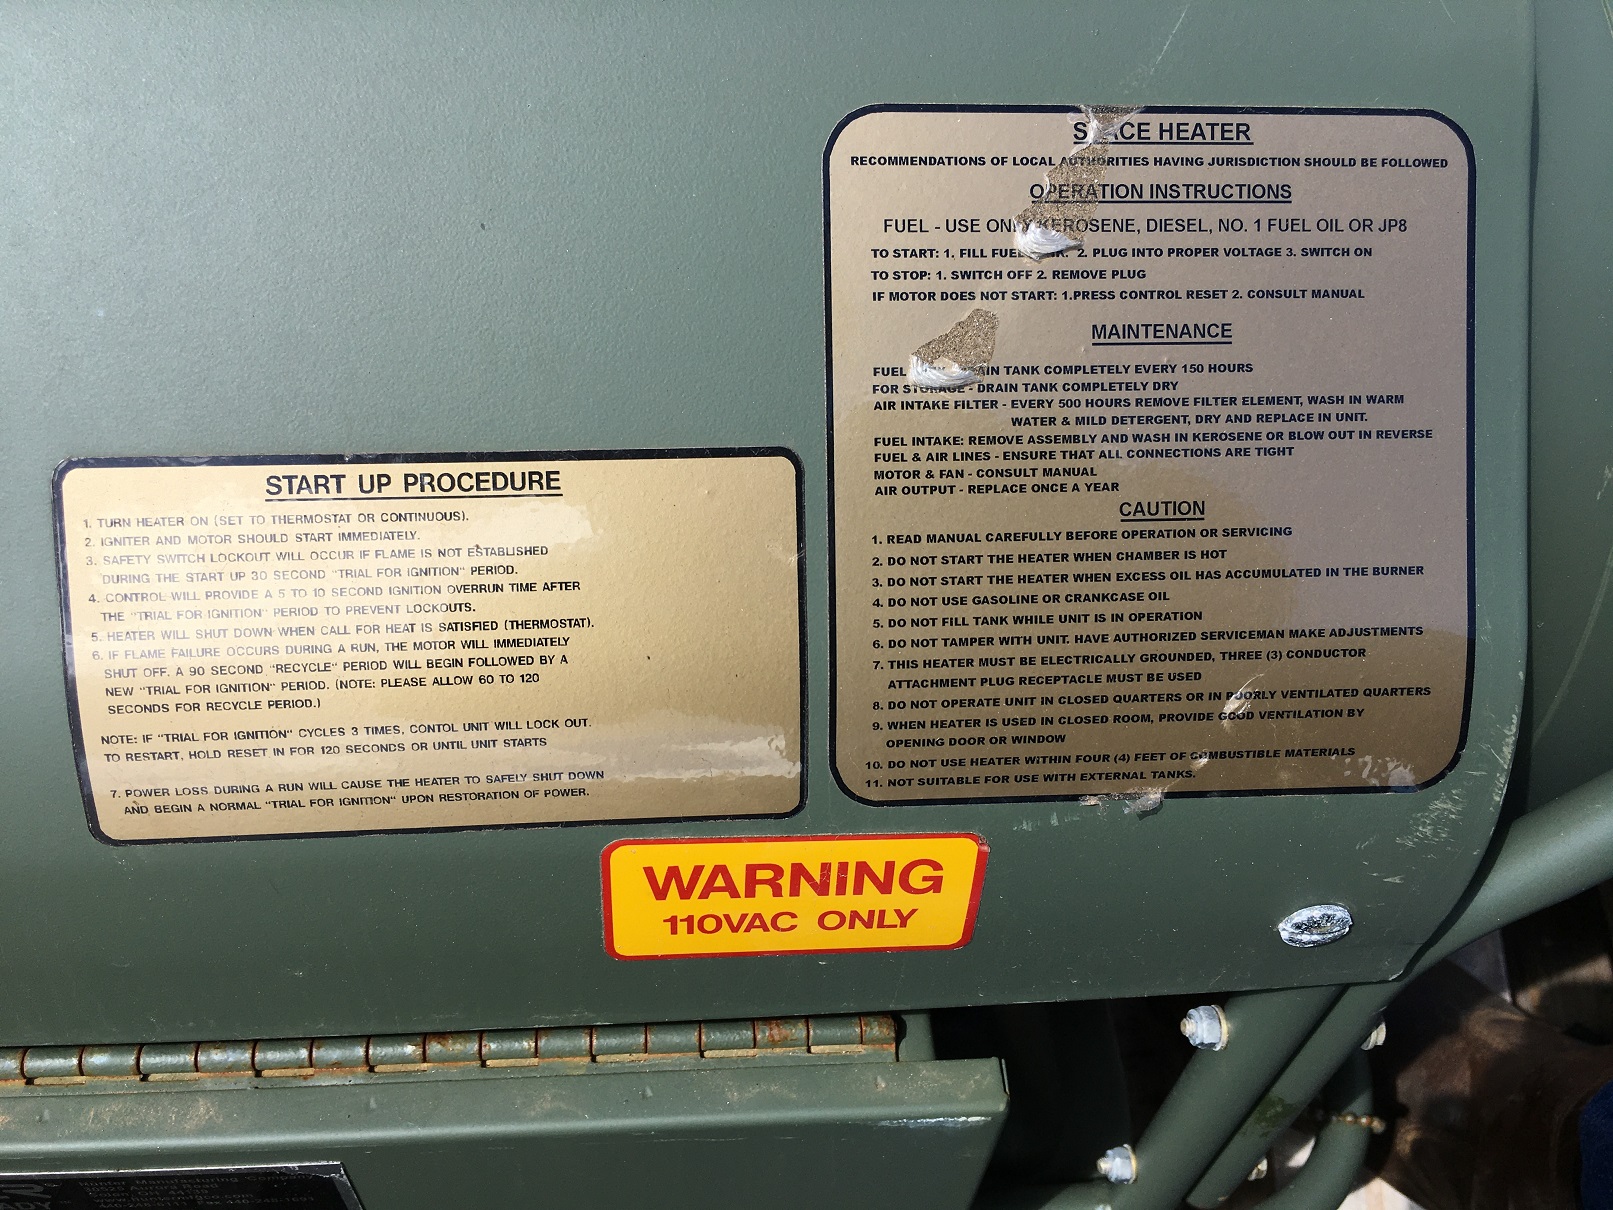 START UP PROCEDURE
1. TURN HEATER ON (SET TO THERMOSTAT OR CONTINUOUS).
2. IGNITER AND MOTOR SHOULD START IMMEDIATELY.
3. SAFETY SWITCH LOCKOUT WILL OCCUR IF FLAME IS NOT ESTABLISHED
DURING THE START UP 30 SECOND "TRIAL FOR IGNITION" PERIOD.
4. CONTROL WILL PROVIDE A 5 TO 10 SECOND IGNITION OVERRUN TIME AFTER
THE "TRIAL FOR IGNITION" PERIOD TO PREVENT LOCKOUTS.
5. HEATER WILL SHUT DOWN WHEN CALL FOR HEAT IS SATISFIED (THERMOSTAT).
6. IF FLAME FAILURE OCCURS DURING A RUN, THE MOTOR WILL IMMEDIATELY
SHUT OFF. A 90 SECOND "RECYCLE" PERIOD WILL BEGIN FOLLOWED BY A
NEW "TRIAL FOR IGNITION" PERIOD. (NOTE: PLEASE ALLOW 60 TO 120
SECONDS FOR RECYCLE PERIOD.)
NOTE: IF "TRIAL FOR IGNITION" CYCLES 3 TIMES, CONTOL UNIT WILL LOCK OUT.
TO RESTART, HOLD RESET IN FOR 120 SECONDS OR UNTIL UNIT STARTS
7. POWER LOSS DURING A RUN WILL CAUSE THE HEATER TO SAFELY SHUT DOWN
AND BEGIN A NORMAL "TRIAL FOR IGNITION" UPON RESTORATION OF POWER.
SPACE HEATER
RECOMMENDATIONS OF LOCAL AUTHORITIES HAVING JURISDICTION SHOULD BE FOLLOWED
OPERATION INSTRUCTIONS
FUEL - USE ONLY KEROSENE, DIESEL, NO. 1 FUEL OIL OR JP8
TO START: 1. FILL FUEL 2. PLUG INTO PROPER VOLTAGE 3. SWITCH ON
TO STOP: 1. SWITCH OFF 2. REMOVE PLUG
IF MOTOR DOES NOT START: 1.PRESS CONTROL RESET 2. CONSULT MANUAL
MAINTENANCE
FUEL DRAIN TANK COMPLETELY EVERY 150 HOURS
FOR STORAGE - DRAIN TANK COMPLETELY DRY
AIR INTAKE FILTER - EVERY 500 HOURS REMOVE FILTER ELEMENT, WASH IN WARM
WATER & MILD DETERGENT, DRY AND REPLACE IN UNIT.
FUEL INTAKE: REMOVE ASSEMBLY AND WASH IN KEROSENE OR BLOW OUT IN REVERSE
FUEL & AIR LINES - ENSURE THAT ALL CONNECTIONS ARE TIGHT
MOTOR & FAN - CONSULT MANUAL
AIR OUTPUT - REPLACE ONCE A YEAR
CAUTION
1. READ MANUAL CAREFULLY BEFORE OPERATION OR SERVICING
2. DO NOT START THE HEATER WHEN CHAMBER IS HOT
3. DO NOT START THE HEATER WHEN EXCESS OIL HAS ACCUMULATED IN THE BURNER
4. DO NOT USE GASOLINE OR CRANKCASE OIL
5. DO NOT FILL TANK WHILE UNIT IS IN OPERATION
6. DO NOT TAMPER WITH UNIT. HAVE AUTHORIZED SERVICEMAN MAKE ADJUSTMENTS
7. THIS HEATER MUST BE ELECTRICALLY GROUNDED, THREE (3) CONDUCTOR
ATTACHMENT PLUG RECEPTACLE MUST BE USED
8. DO NOT OPERATE UNIT IN CLOSED QUARTERS OR IN POORLY VENTILATED QUARTERS
9. WHEN HEATER IS USED IN CLOSED ROOM, PROVIDE GOOD VENTILATION BY
OPENING DOOR OR WINDOW
10. DO NOT USE HEATER WITHIN FOUR (4) FEET OF COMBUSTIBLE MATERIALS
11. NOT SUITABLE FOR USE WITH EXTERNAL TANKS.
WARNING
110VAC ONLY
Hunter Manufacturing Company
Aurora Road
Solon, OH